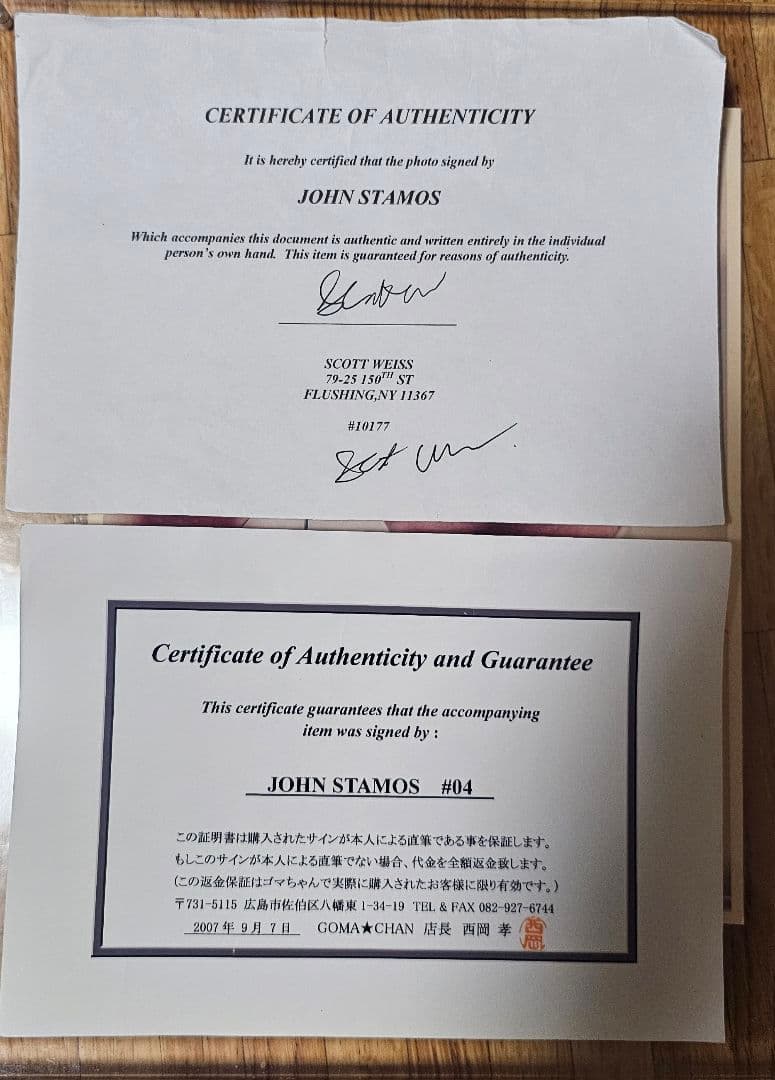 CERTIFICATE OF AUTHENTICITY
It is hereby certified that the photo signed by
JOHN STAMOS
Which accompanies this document is authentic and written entirely in the individual
person's own hand. This item is guaranteed for reasons of authenticity.
SCOTT WEISS
79-25 150TH ST
FLUSHING,NY 11367
#10177
Certificate of Authenticity and Guarantee
This certificate guarantees that the accompanying
item was signed by :
JOHN STAMOS #04
この証明書は購入されたサインが本人による直筆である事を保証します。
もしこのサインが本人による直筆でない場合、代金を全額返金致します。
(この返金保証はゴマちゃんで実際に購入されたお客様に限り有効です。)
〒731-5115 広島市佐伯区八幡東 1-34-19 TEL & FAX 082-927-6744
2007 年 9 月 7 日 GOMA★CHAN 店長 西岡 孝 西岡